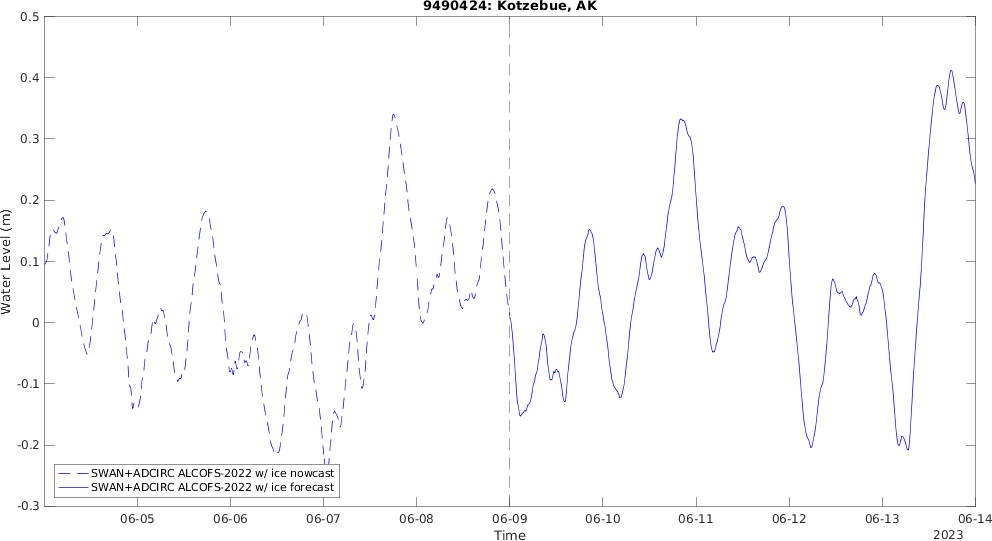 9490424: Kotzebue, AK
0.5
0.4
0.3
0.2
0.1
0
-0.1
-0.2
-0.3
Water Level (m)
SWAN+ADCIRC ALCOFS-2022 w/ ice nowcast
SWAN+ADCIRC ALCOFS-2022 w/ ice forecast
06-05 06-06 06-07 06-08 06-09 06-10 06-11 06-12 06-13 06-14
Time
2023